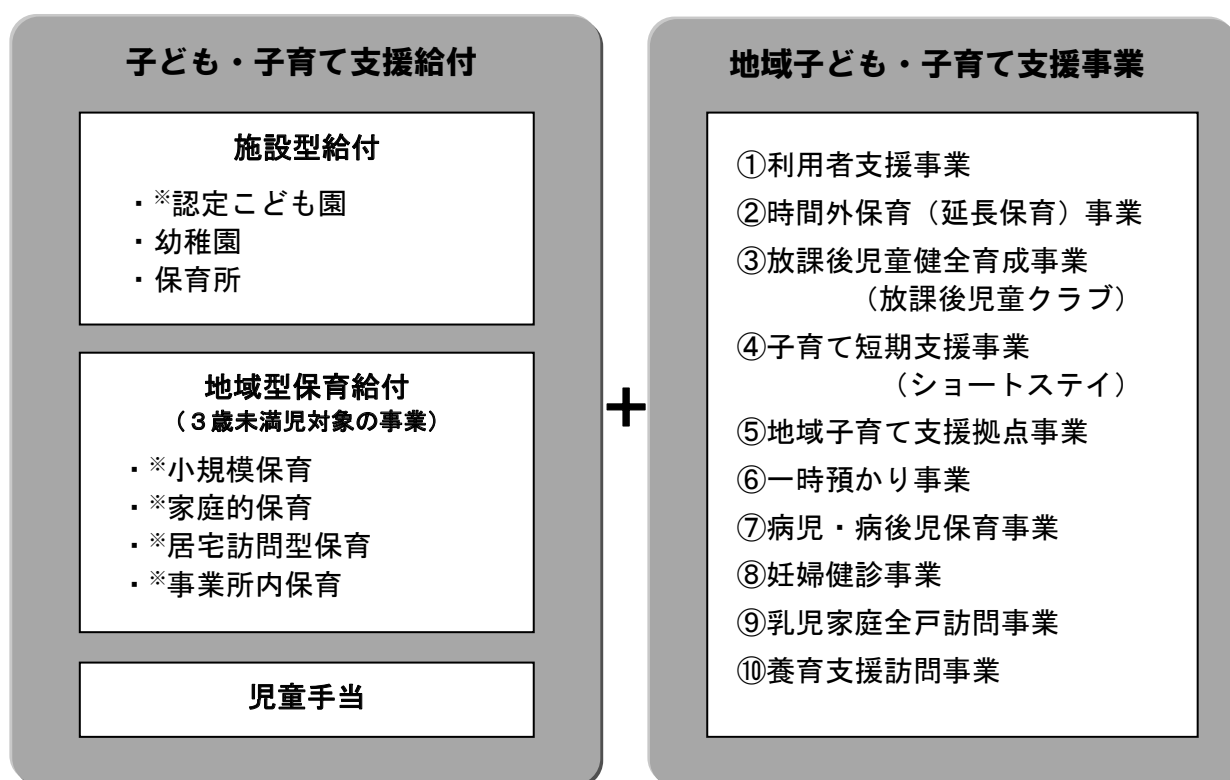 子ども・子育て支援給付
施設型給付
・※認定こども園
・幼稚園
・保育所
地域型保育給付
(3歳未満児対象の事業)
・※小規模保育
・※家庭的保育
・※居宅訪問型保育
・※事業所内保育
児童手当
+
地域子ども・子育て支援事業
①利用者支援事業
②時間外保育(延長保育)事業
③放課後児童健全育成事業
(放課後児童クラブ)
④子育て短期支援事業
(ショートステイ)
⑤地域子育て支援拠点事業
⑥一時預かり事業
⑦病児・病後児保育事業
⑧妊婦健診事業
⑨乳児家庭全戸訪問事業
⑩養育支援訪問事業